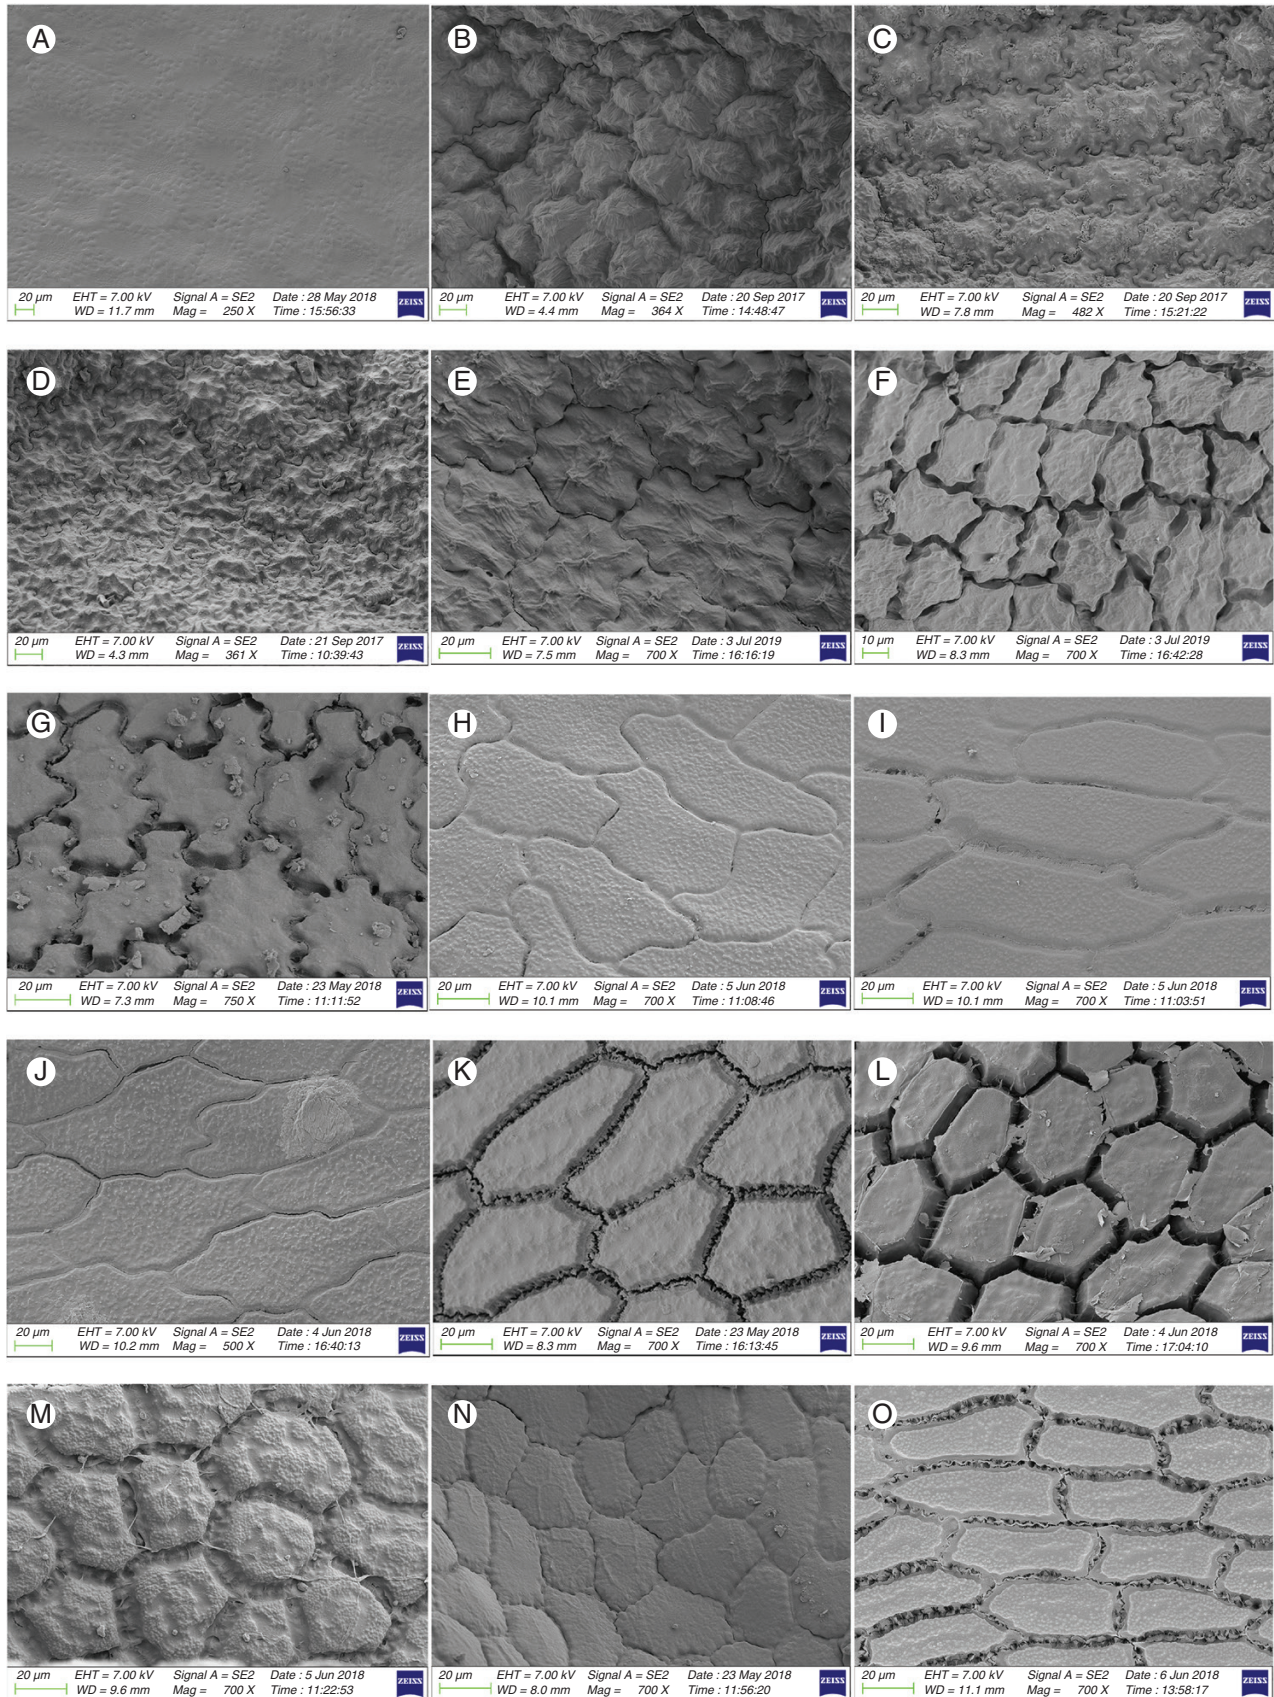 A
20 µm EHT = 7.00 kV Signal A = SE2 Date : 28 May 2018 ZEISS
WD = 11.7 mm Mag = 250 X Time : 15:56:33
B
20 µm EHT = 7.00 kV Signal A = SE2 Date : 20 Sep 2017 ZEISS
WD = 4.4 mm Mag = 364 X Time : 14:48:47
C
20 µm EHT = 7.00 kV Signal A = SE2 Date : 20 Sep 2017 ZEISS
WD = 7.8 mm Mag = 482 X Time : 15:21:22
D
20 µm EHT = 7.00 kV Signal A = SE2 Date : 21 Sep 2017 ZEISS
WD = 4.3 mm Mag = 361 X Time : 10:39:43
E
20 µm EHT = 7.00 kV Signal A = SE2 Date : 3 Jul 2019 ZEISS
WD = 7.5 mm Mag = 700 X Time : 16:16:19
F
10 µm EHT = 7.00 kV Signal A = SE2 Date : 3 Jul 2019 ZEISS
WD = 8.3 mm Mag = 700 X Time : 16:42:28
G
20 µm EHT = 7.00 kV Signal A = SE2 Date : 23 May 2018 ZEISS
WD = 7.3 mm Mag = 750 X Time : 11:11:52
H
20 µm EHT = 7.00 kV Signal A = SE2 Date : 5 Jun 2018 ZEISS
WD = 10.1 mm Mag = 700 X Time : 11:08:46
I
20 µm EHT = 7.00 kV Signal A = SE2 Date : 5 Jun 2018 ZEISS
WD = 10.1 mm Mag = 700 X Time : 11:03:51
J
20 µm EHT = 7.00 kV Signal A = SE2 Date : 4 Jun 2018 ZEISS
WD = 10.2 mm Mag = 500 X Time : 16:40:13
K
20 µm EHT = 7.00 kV Signal A = SE2 Date : 23 May 2018 ZEISS
WD = 8.3 mm Mag = 700 X Time : 16:13:45
L
20 µm EHT = 7.00 kV Signal A = SE2 Date : 4 Jun 2018 ZEISS
WD = 9.6 mm Mag = 700 X Time : 17:04:10
M
20 µm EHT = 7.00 kV Signal A = SE2 Date : 5 Jun 2018 ZEISS
WD = 9.6 mm Mag = 700 X Time : 11:22:53
N
20 µm EHT = 7.00 kV Signal A = SE2 Date : 23 May 2018 ZEISS
WD = 8.0 mm Mag = 700 X Time : 11:56:20
O
20 µm EHT = 7.00 kV Signal A = SE2 Date : 6 Jun 2018 ZEISS
WD = 11.1 mm Mag = 700 X Time : 13:58:17